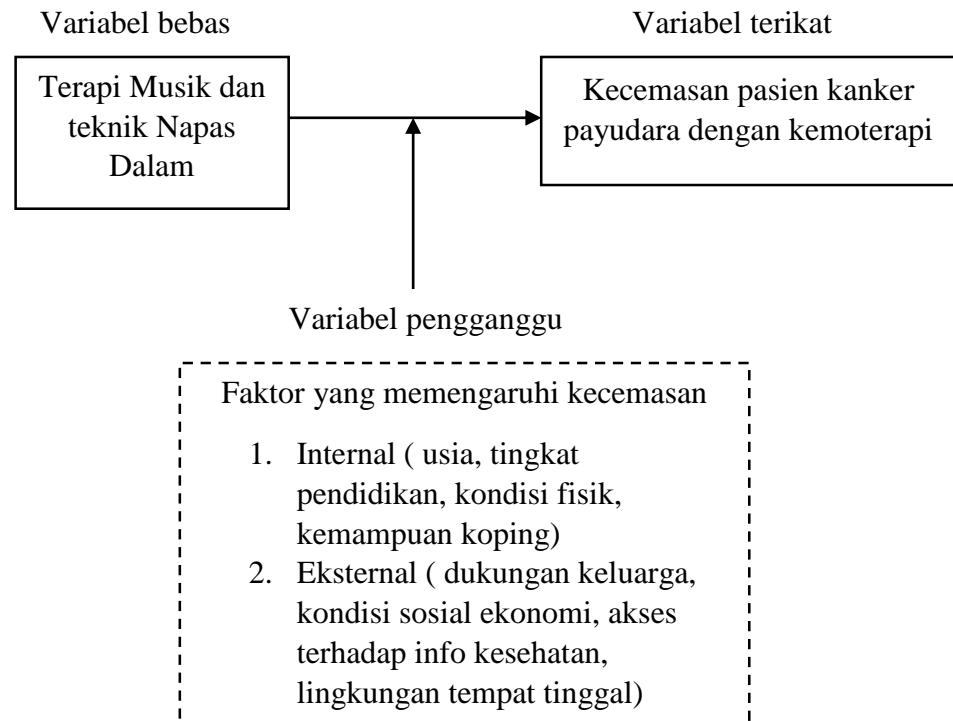 Variabel bebas
Variabel terikat
Terapi Musik dan
teknik Napas
Dalam
Kecemasan pasien kanker
payudara dengan kemoterapi
Variabel pengganggu
Faktor yang memengaruhi kecemasan
1. Internal ( usia, tingkat
pendidikan, kondisi fisik,
kemampuan koping)
2. Eksternal ( dukungan keluarga,
kondisi sosial ekonomi, akses
terhadap info kesehatan,
lingkungan tempat tinggal)